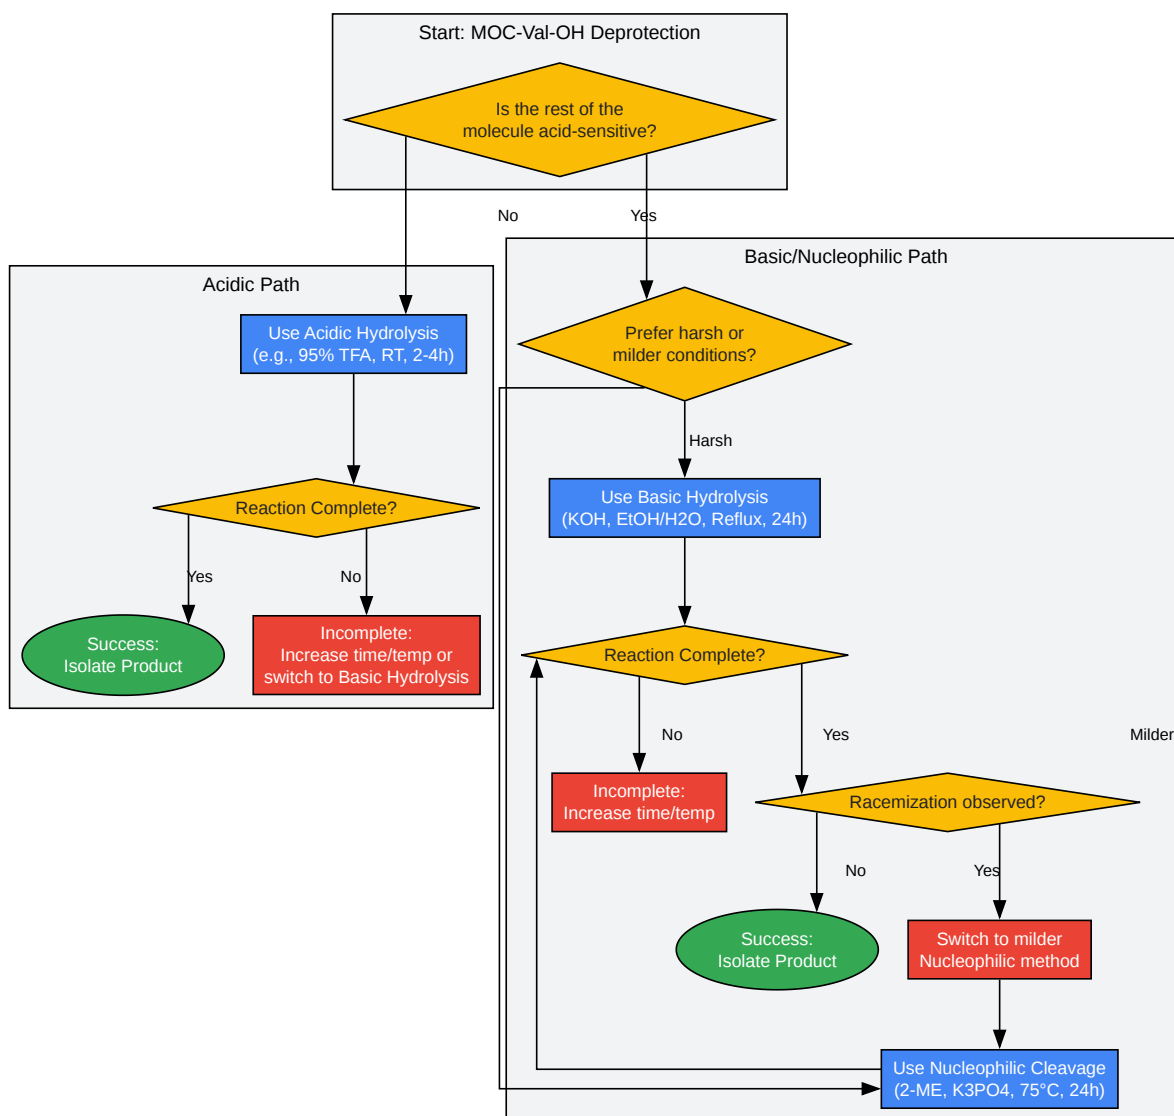 Start: MOC-Val-OH Deprotection
Is the rest of the
molecule acid-sensitive?
No
Yes
Acidic Path
Use Acidic Hydrolysis
(e.g., 95% TFA, RT, 2-4h)
Reaction Complete?
Yes
No
Success:
Isolate Product
Incomplete:
Increase time/temp or
switch to Basic Hydrolysis
Basic/Nucleophilic Path
Prefer harsh or
milder conditions?
Harsh
Use Basic Hydrolysis
(KOH, EtOH/H2O, Reflux, 24h)
Reaction Complete?
No
Yes
Milder
Incomplete:
Increase time/temp
Racemization observed?
No
Yes
Success:
Isolate Product
Switch to milder
Nucleophilic method
Use Nucleophilic Cleavage
(2-ME, K3PO4, 75°C, 24h)